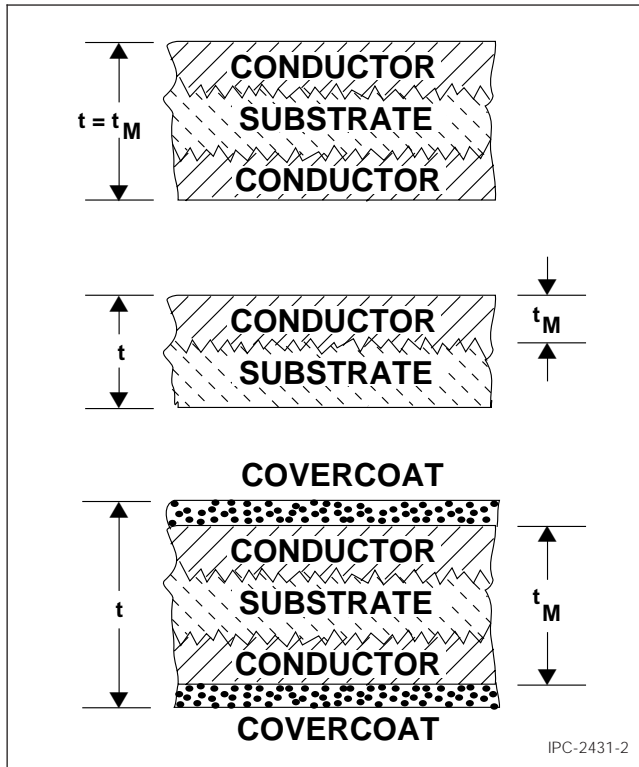 CONDUCTOR
t = tM
SUBSTRATE
CONDUCTOR
CONDUCTOR
tM
t
SUBSTRATE
COVERCOAT
CONDUCTOR
t
SUBSTRATE
tM
CONDUCTOR
COVERCOAT
IPC-2431-2